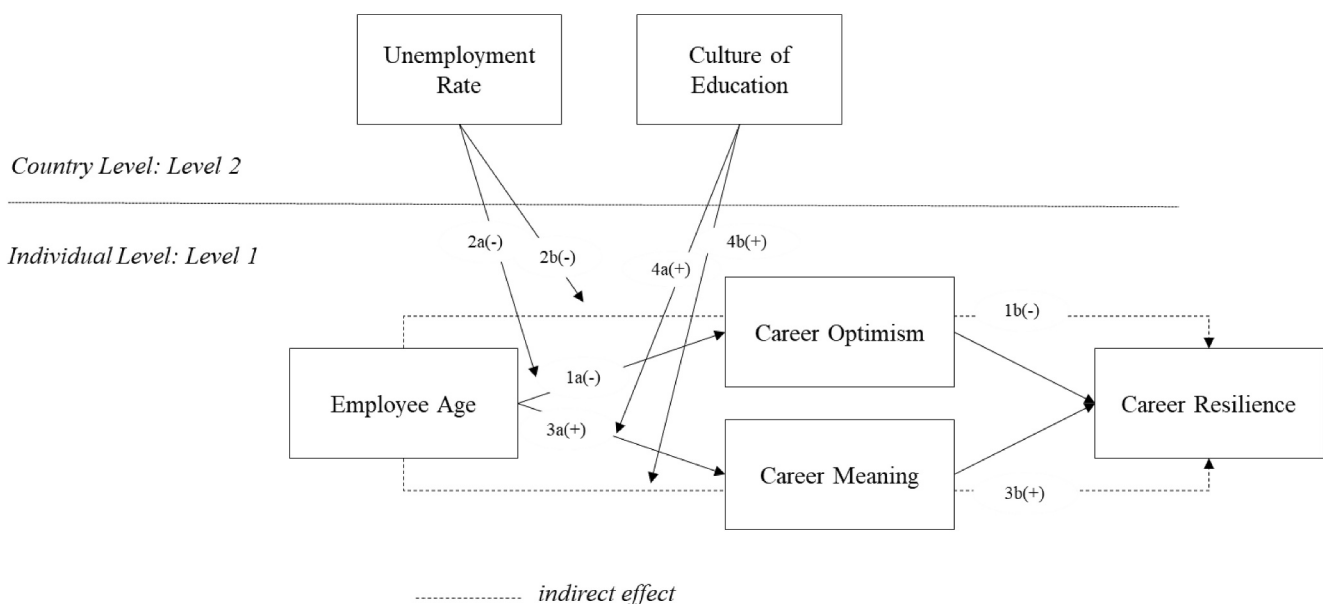 Unemployment
Rate
Culture of
Education
Country Level: Level 2
Individual Level: Level 1
2a(-)
2b(-)
4a(+)
4b(+)
Career Optimism
1b(-)
Employee Age
1a(-)
3a(+)
Career Resilience
Career Meaning
3b(+)
indirect effect